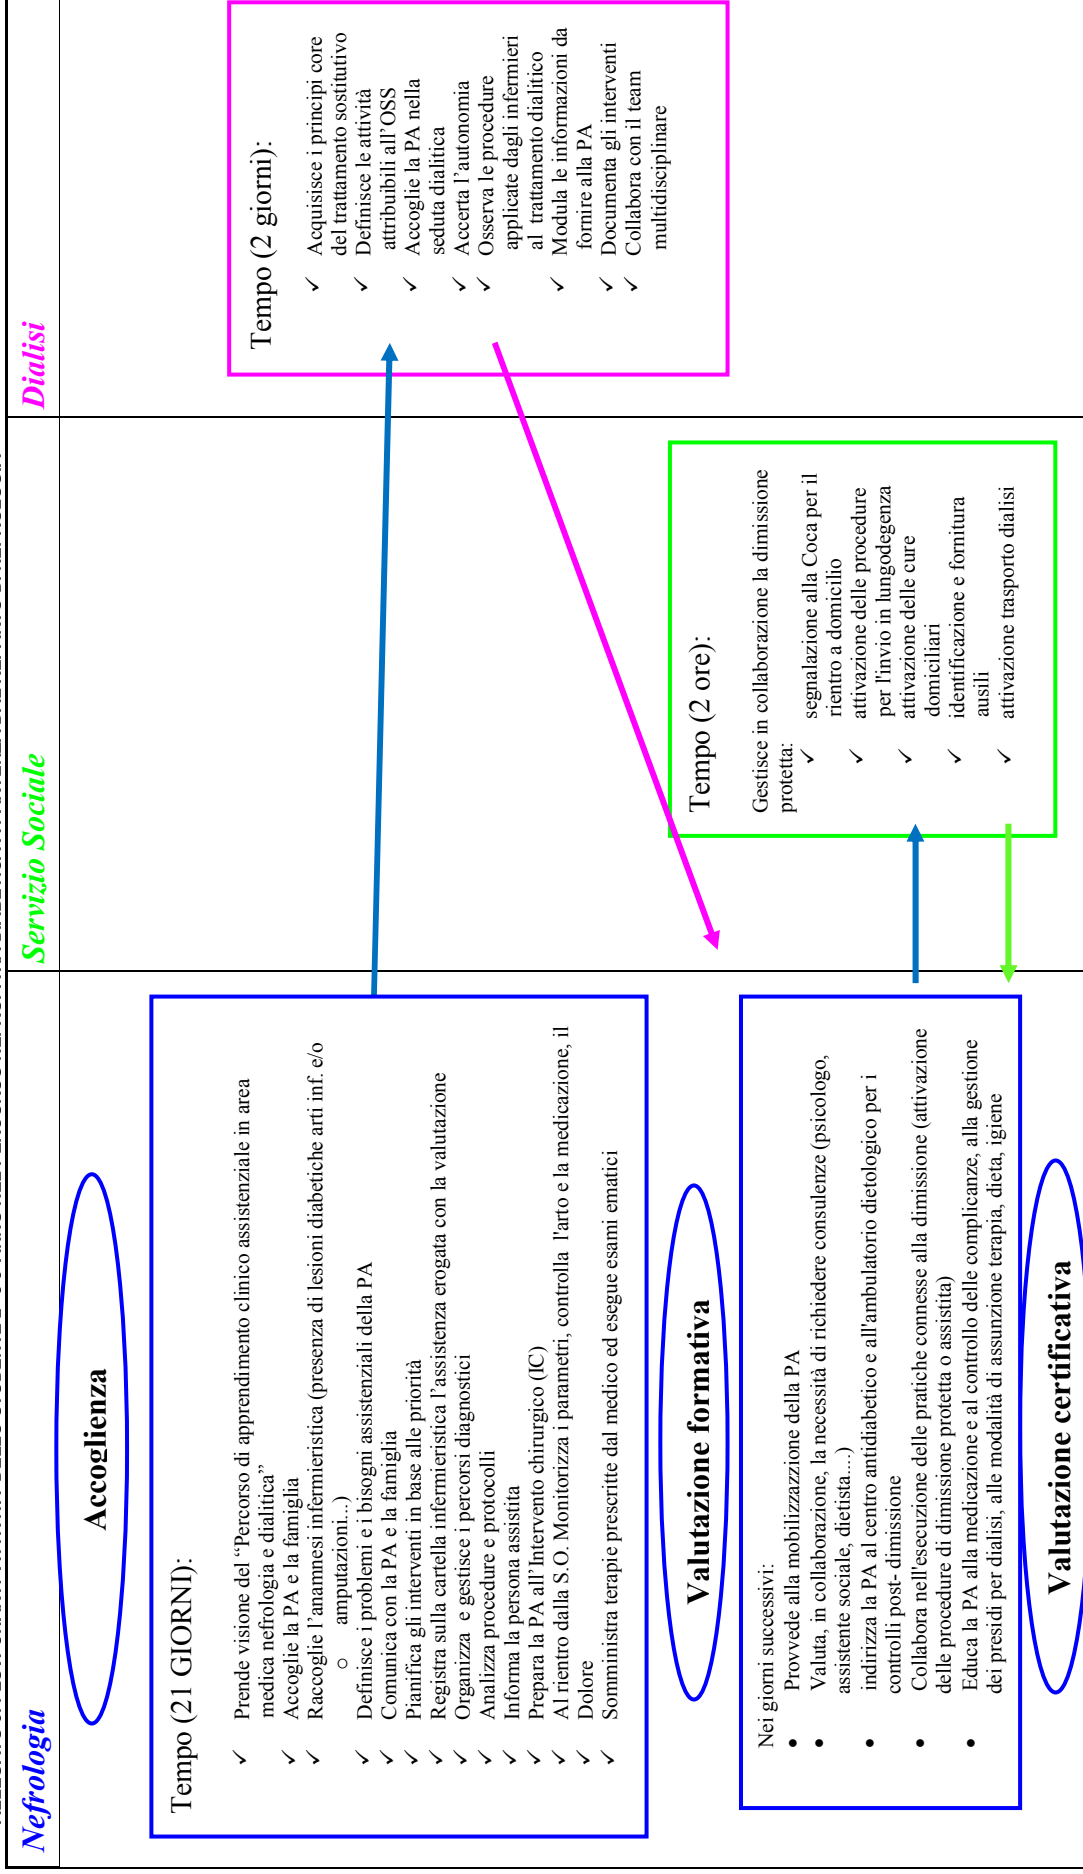 Nefrologia
Servizio Sociale
Dialisi
Accoglienza
Tempo (21 GIORNI):
✓ Prende visione del “Percorso di apprendimento clinico assistenziale in area
medica nefrologia e dialitica”
✓ Accoglie la PA e la famiglia
✓ Raccoglie l’anamnesi infermieristica (presenza di lesioni diabetiche arti inf. e/o
○ amputazioni...)
✓ Definisce i problemi e i bisogni assistenziali della PA
✓ Comunica con la PA e la famiglia
✓ Pianifica gli interventi in base alle priorità
✓ Registra sulla cartella infermieristica l’assistenza erogata con la valutazione
✓ Organizza e gestisce i percorsi diagnostici
✓ Analizza procedure e protocolli
✓ Informa la persona assistita
✓ Prepara la PA all’Intervento chirurgico (IC)
✓ Al rientro dalla S.O. Monitorizza i parametri, controlla l'arto e la medicazione, il
✓ Dolore
✓ Somministra terapie prescritte dal medico ed esegue esami ematici
Valutazione formativa
Nei giorni successivi:
• Provvede alla mobilizzazione della PA
• Valuta, in collaborazione, la necessità di richiedere consulenze (psicologo,
assistente sociale, dietista....)
• indirizza la PA al centro antidiabetico e all'ambulatorio dietologico per i
controlli post- dimissione
• Collabora nell'esecuzione delle pratiche connesse alla dimissione (attivazione
delle procedure di dimissione protetta o assistita)
• Educa la PA alla medicazione e al controllo delle complicanze, alla gestione
dei presidi per dialisi, alle modalità di assunzione terapia, dieta, igiene
Valutazione certificativa
Tempo (2 ore):
Gestisce in collaborazione la dimissione
protetta:
✓ segnalazione alla Coca per il
rientro a domicilio
✓ attivazione delle procedure
per l'invio in lungodegenza
✓ attivazione delle cure
domiciliari
✓ identificazione e fornitura
ausili
✓ attivazione trasporto dialisi
Tempo (2 giorni):
✓ Acquisisce i principi core
del trattamento sostitutivo
✓ Definisce le attività
attribuibili all’OSS
✓ Accoglie la PA nella
seduta dialitica
✓ Accerta l’autonomia
✓ Osserva le procedure
applicate dagli infermieri
al trattamento dialitico
✓ Modula le informazioni da
fornire alla PA
✓ Documenta gli interventi
✓ Collabora con il team
multidisciplinare